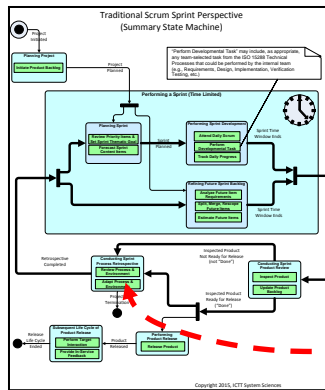 Traditional Scrum Sprint Perspective
(Summary State Machine)
Project
Initiated
Planning Project
Initiate Product Backlog
Project
Planned
"Perform Developmental Task" may include, as appropriate,
any team-selected task from the ISO 15288 Technical
Processes that could be performed by the internal team
(e.g., Requirements, Design, Implementation, Verification
Testing, etc.)
Performing a Sprint (Time Limited)
Planning Sprint
Review Priority Items &
Set Sprint Thematic Goal
Forecast Sprint
Content Items
Sprint
Planned
Performing Sprint Development
Attend Daily Scrum
Perform
Developmental Task
Track Daily Progress
Sprint Time
Window Ends
Refining Future Sprint Backlog
Analyze Future Item
Requirements
Split, Merge, Rescope
Future Items
Estimate Future Items
Sprint Time
Window Ends
Retrospective
Completed
Conducting Sprint
Process Retrospective
Review Process &
Environment
Adapt Process &
Environment
Inspected Product
Not Ready for Release
(not "Done")
Conducting Sprint
Product Review
Inspect Product
Update Product
Backlog
Inspected Product
Ready for Release
("Done")
Project
Termination
Subsequent Life Cycle of
Product Release
Perform Target
Interaction
Provide In-Service
Feedback
Release
Life Cycle
Ended
Product
Released
Performing
Product Release
Release Product
Copyright 2015, ICTT System Sciences